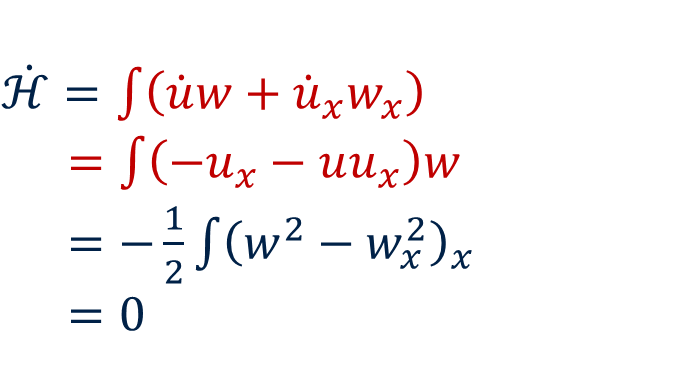 ℋ̇ = ∫(u̇w + u̇ₓwₓ)
= ∫(−uₓ − uuₓ)w
= −½∫(w² − wₓ²)ₓ
= 0